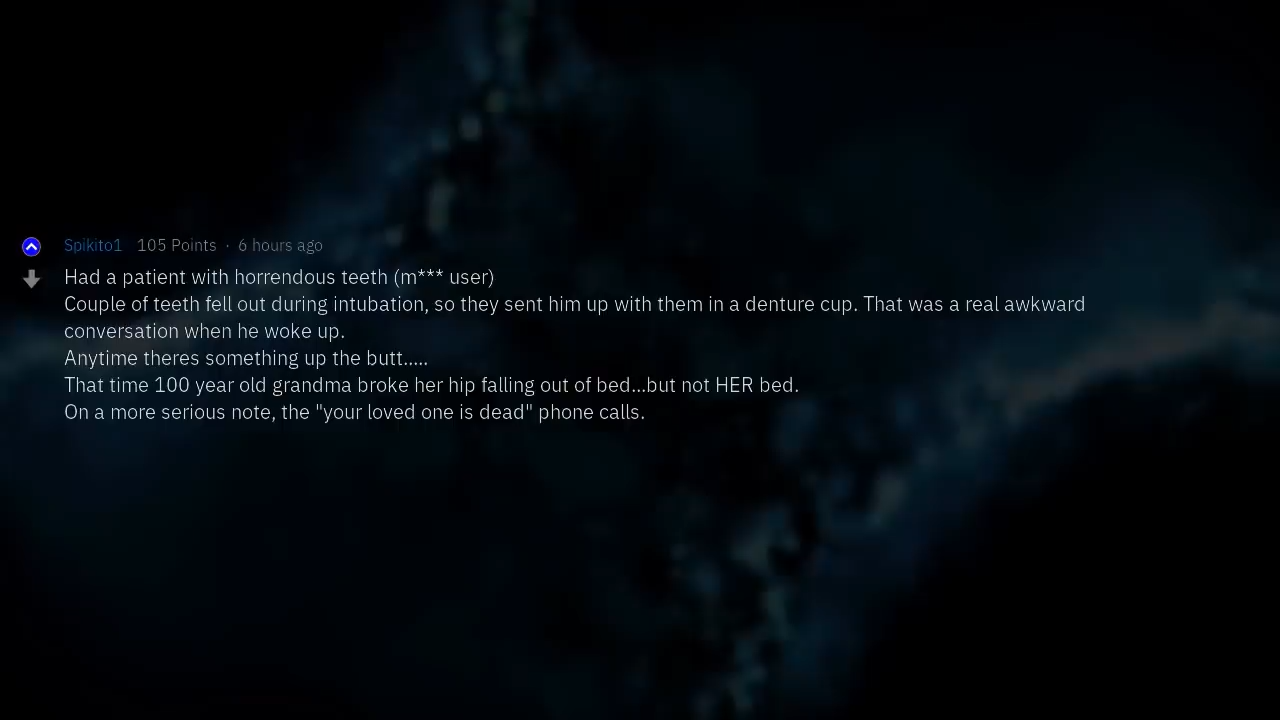 Spikito1 105 Points · 6 hours ago
Had a patient with horrendous teeth (m*** user)
Couple of teeth fell out during intubation, so they sent him up with them in a denture cup. That was a real awkward
conversation when he woke up.
Anytime theres something up the butt.....
That time 100 year old grandma broke her hip falling out of bed...but not HER bed.
On a more serious note, the "your loved one is dead" phone calls.